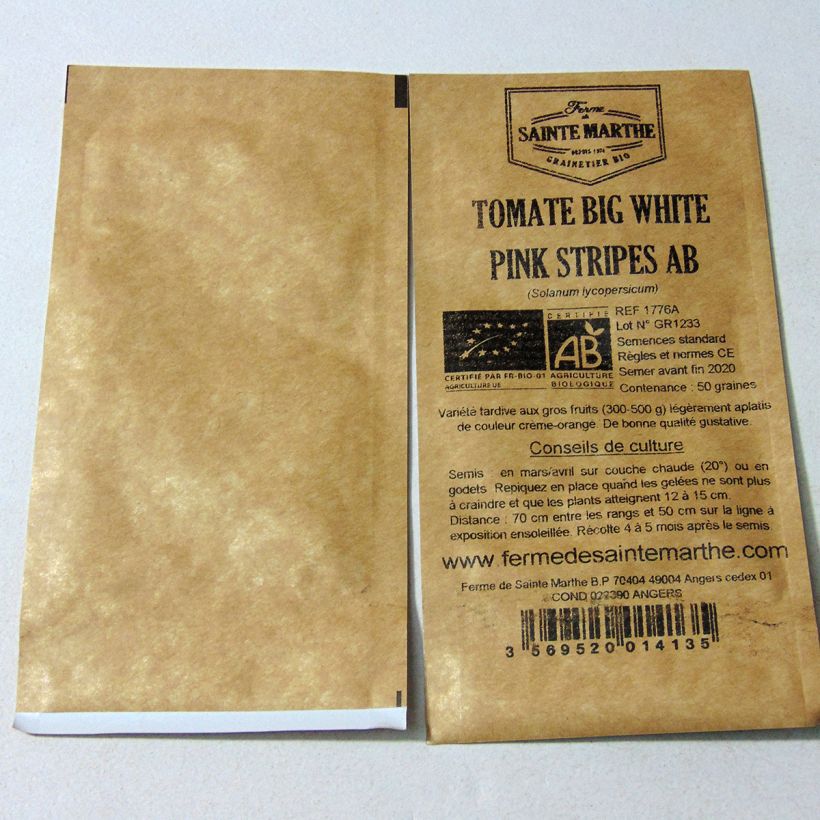 Ferme
de
SAINTE MARTHE
DEPUIS 1974
GRAINETIER BIO
TOMATE BIG WHITE
PINK STRIPES AB
(Solanum lycopersicum)
CERTIFIÉ
AB
AGRICULTURE
BIOLOGIQUE
CERTIFIÉ PAR FR-BIO-01
AGRICULTURE UE
REF 1776A
Lot N° GR1233
Semences standard
Règles et normes CE
Semer avant fin 2020
Contenance : 50 graines
Variété tardive aux gros fruits (300-500 g) légèrement aplatis
de couleur crème-orangé. De bonne qualité gustative.
Conseils de culture
Semis en mars/avril sur couche chaude (20°) ou en
godets. Repiquez en place quand les gelées ne sont plus
à craindre et que les plants atteignent 12 à 15 cm.
Distance : 70 cm entre les rangs et 50 cm sur la ligne à
exposition ensoleillée. Récolte 4 à 5 mois après le semis.
www.fermedesaintemarthe.com
Ferme de Sainte Marthe B.P 70404 49004 Angers cedex 01
COND 022390 ANGERS
3 569520 014135